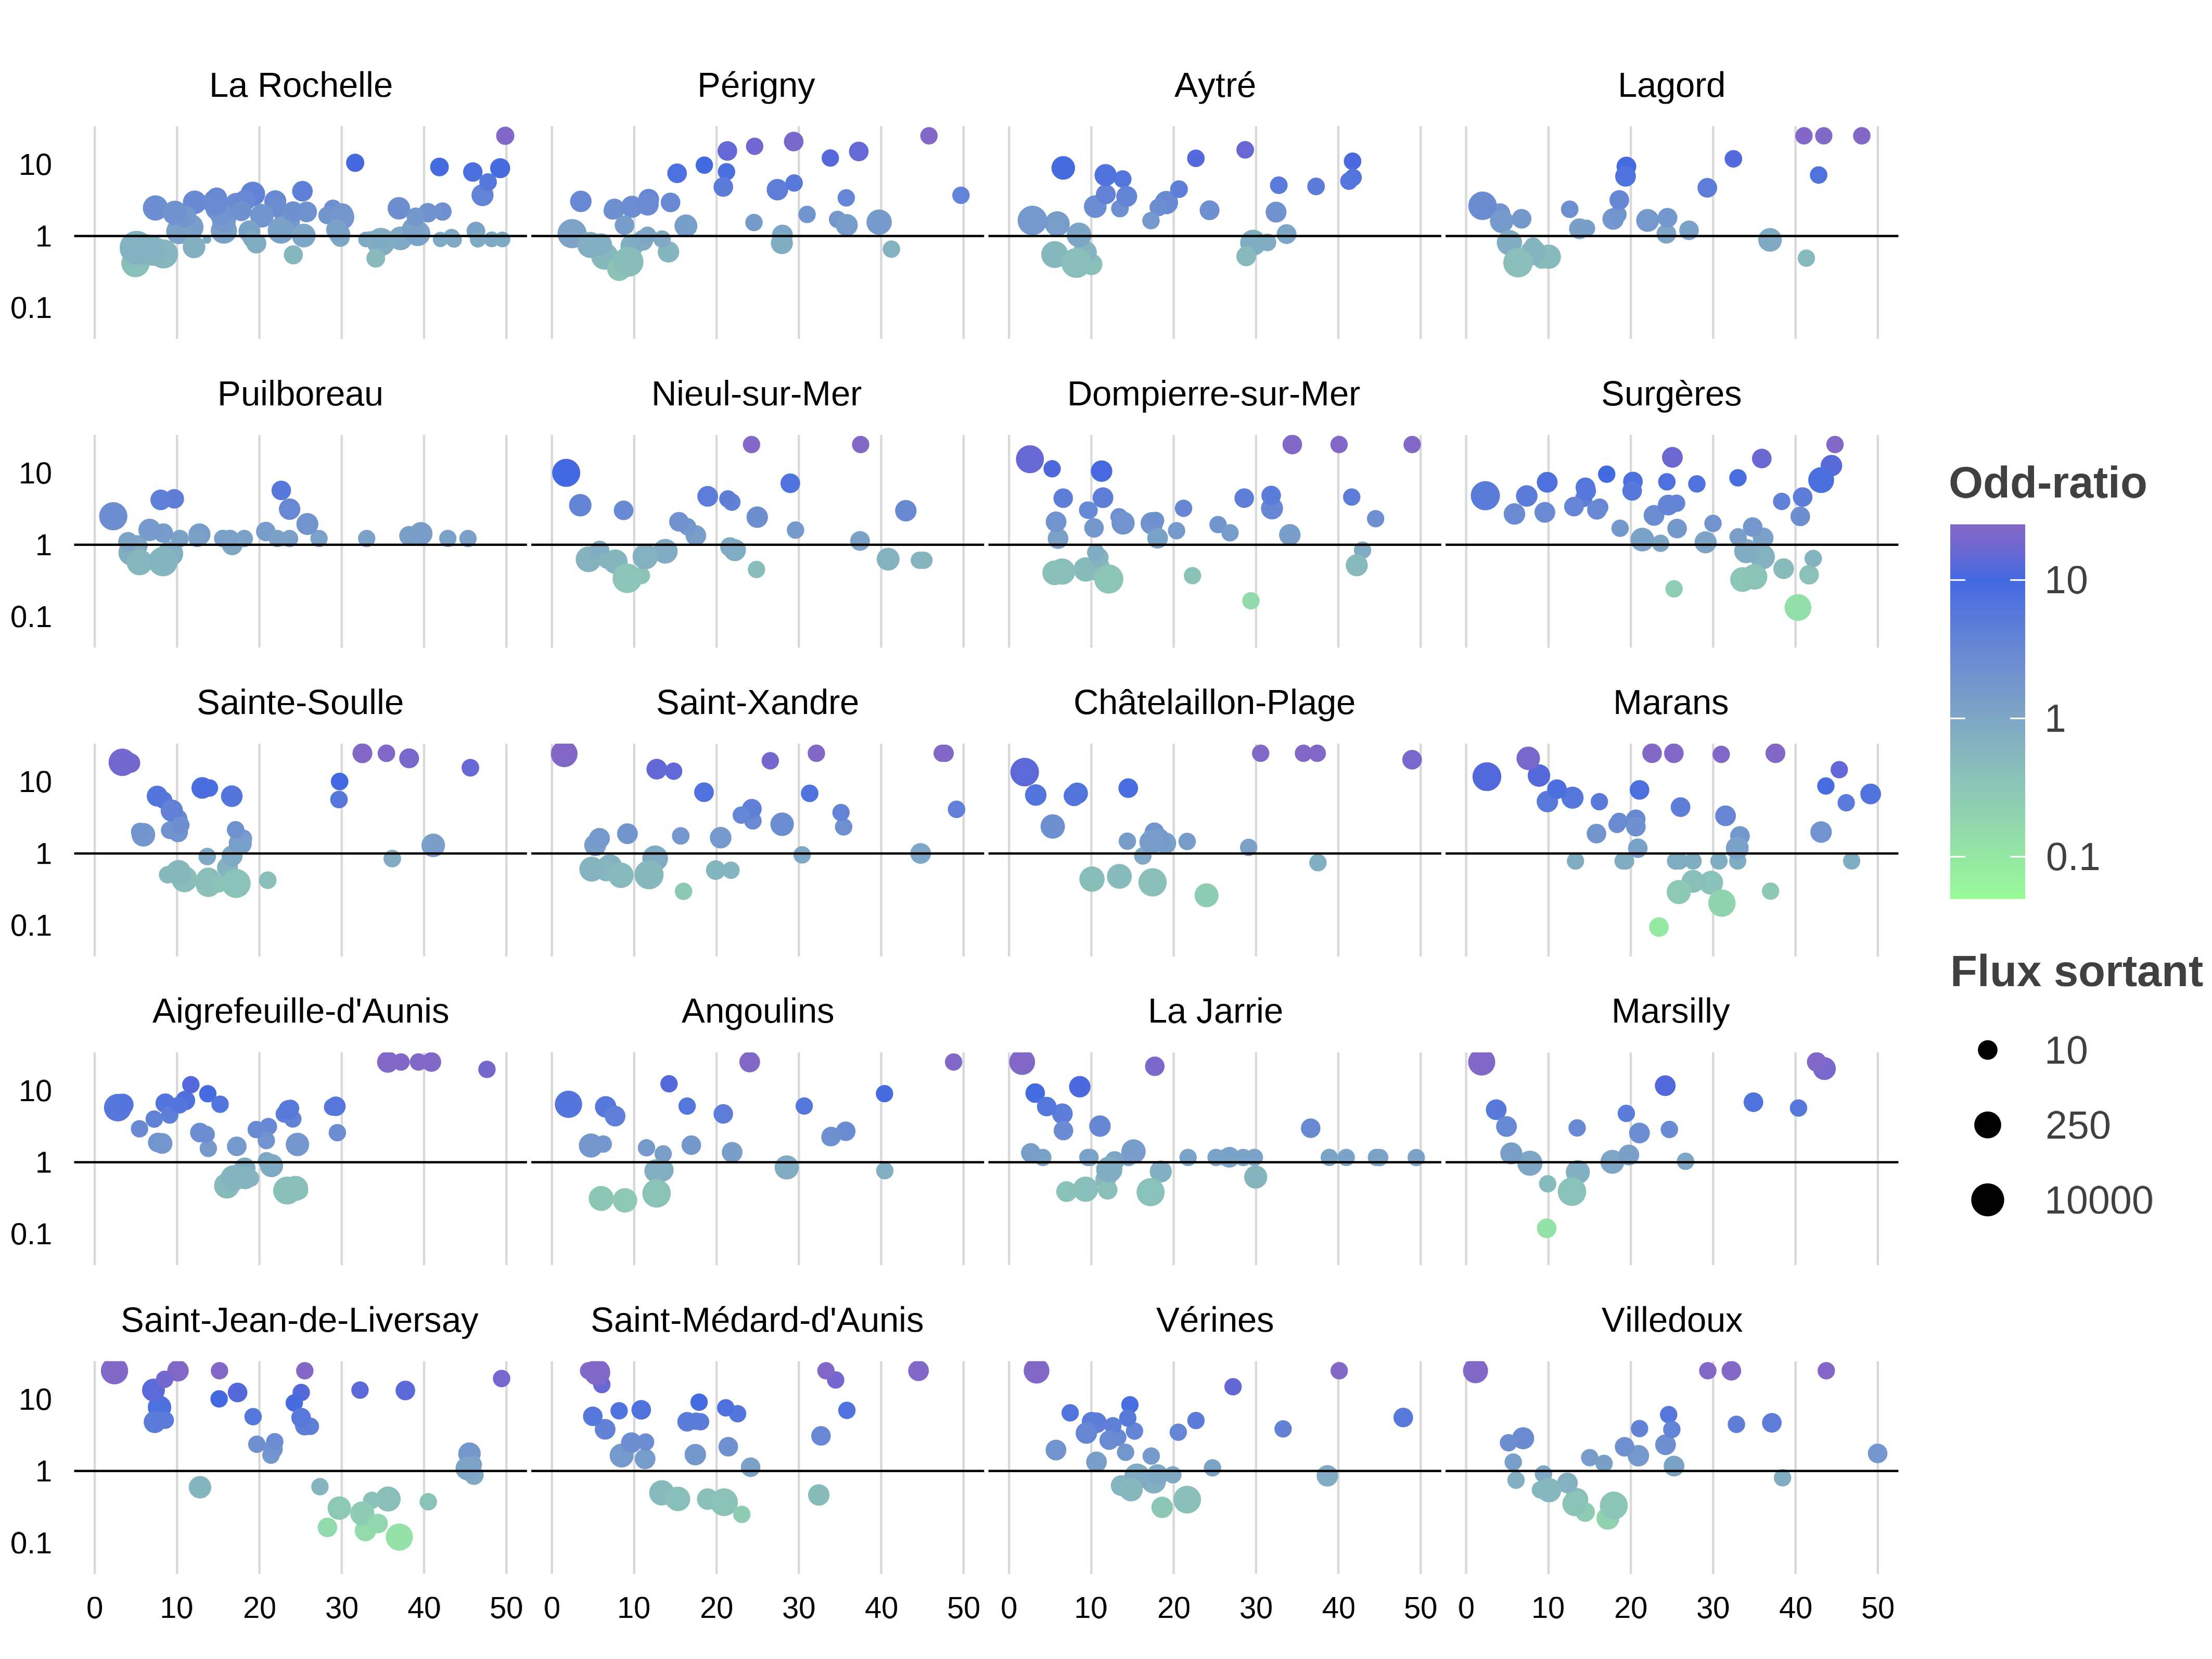 La Rochelle Périgny Aytré Lagord
10
1
0.1
Puilboreau Nieul-sur-Mer Dompierre-sur-Mer Surgères
10
1
0.1
Sainte-Soulle Saint-Xandre Châtelaillon-Plage Marans
10
1
0.1
Aigrefeuille-d'Aunis Angoulins La Jarrie Marsilly
10
1
0.1
Saint-Jean-de-Liversay Saint-Médard-d'Aunis Vérines Villedoux
10
1
0.1
0 10 20 30 40 50 0 10 20 30 40 50 0 10 20 30 40 50 0 10 20 30 40 50
Odd-ratio
10
1
0.1
Flux sortant
10
250
10000